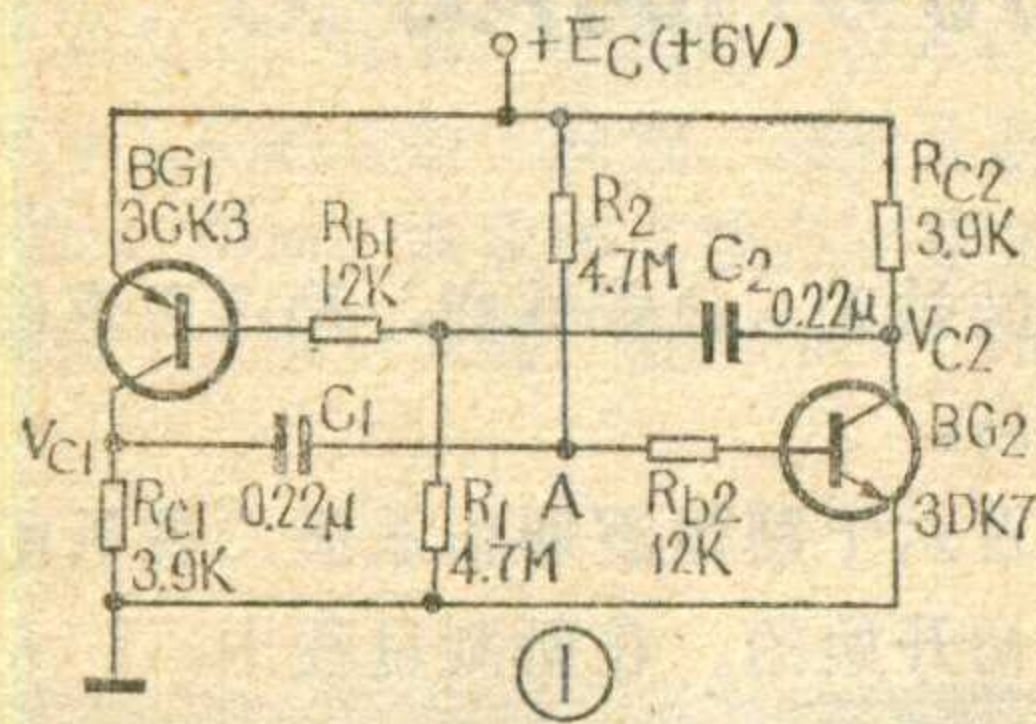 +EC(+6V)
BG1
3CK3
Rb1
12K
R2
4.7M
C2
0.22μ
RC2
3.9K
VC2
BG2
3DK7
VC1
C1
0.22μ
RC1
3.9K
R1
4.7M
A
Rb2
12K
①